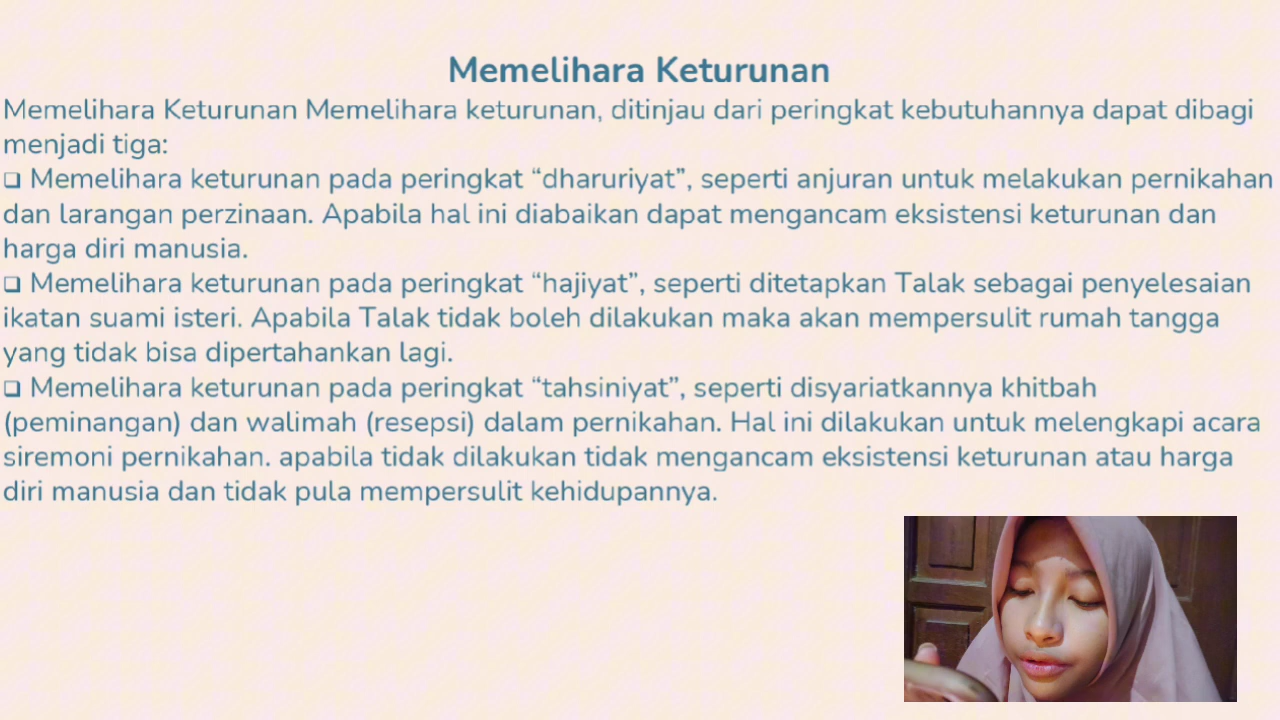 Memelihara Keturunan
Memelihara Keturunan Memelihara keturunan, ditinjau dari peringkat kebutuhannya dapat dibagi
menjadi tiga:
❑ Memelihara keturunan pada peringkat “dharuriyat”, seperti anjuran untuk melakukan pernikahan
dan larangan perzinaan. Apabila hal ini diabaikan dapat mengancam eksistensi keturunan dan
harga diri manusia.
❑ Memelihara keturunan pada peringkat “hajiyat”, seperti ditetapkan Talak sebagai penyelesaian
ikatan suami isteri. Apabila Talak tidak boleh dilakukan maka akan mempersulit rumah tangga
yang tidak bisa dipertahankan lagi.
❑ Memelihara keturunan pada peringkat “tahsiniyat”, seperti disyariatkannya khitbah
(peminangan) dan walimah (resepsi) dalam pernikahan. Hal ini dilakukan untuk melengkapi acara
siremoni pernikahan. apabila tidak dilakukan tidak mengancam eksistensi keturunan atau harga
diri manusia dan tidak pula mempersulit kehidupannya.